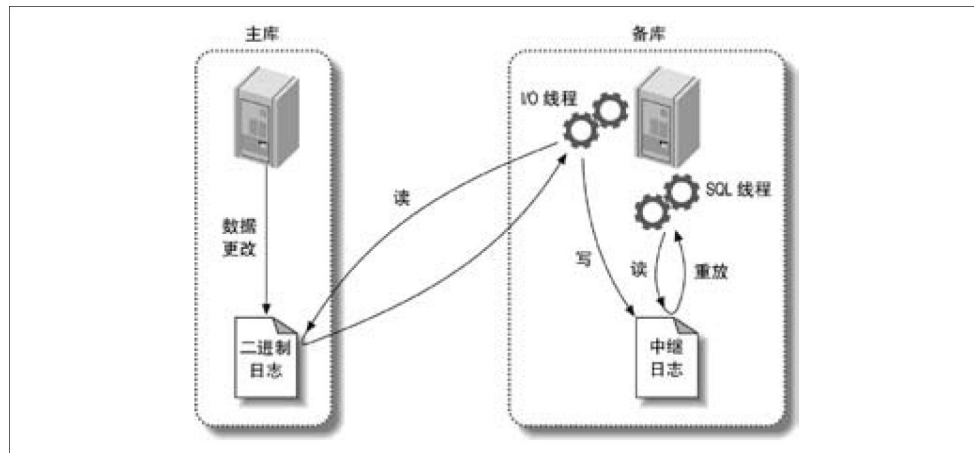 主库
备库
I/O 线程
SQL 线程
读
数据
更改
写
读
重放
二进制
日志
中继
日志